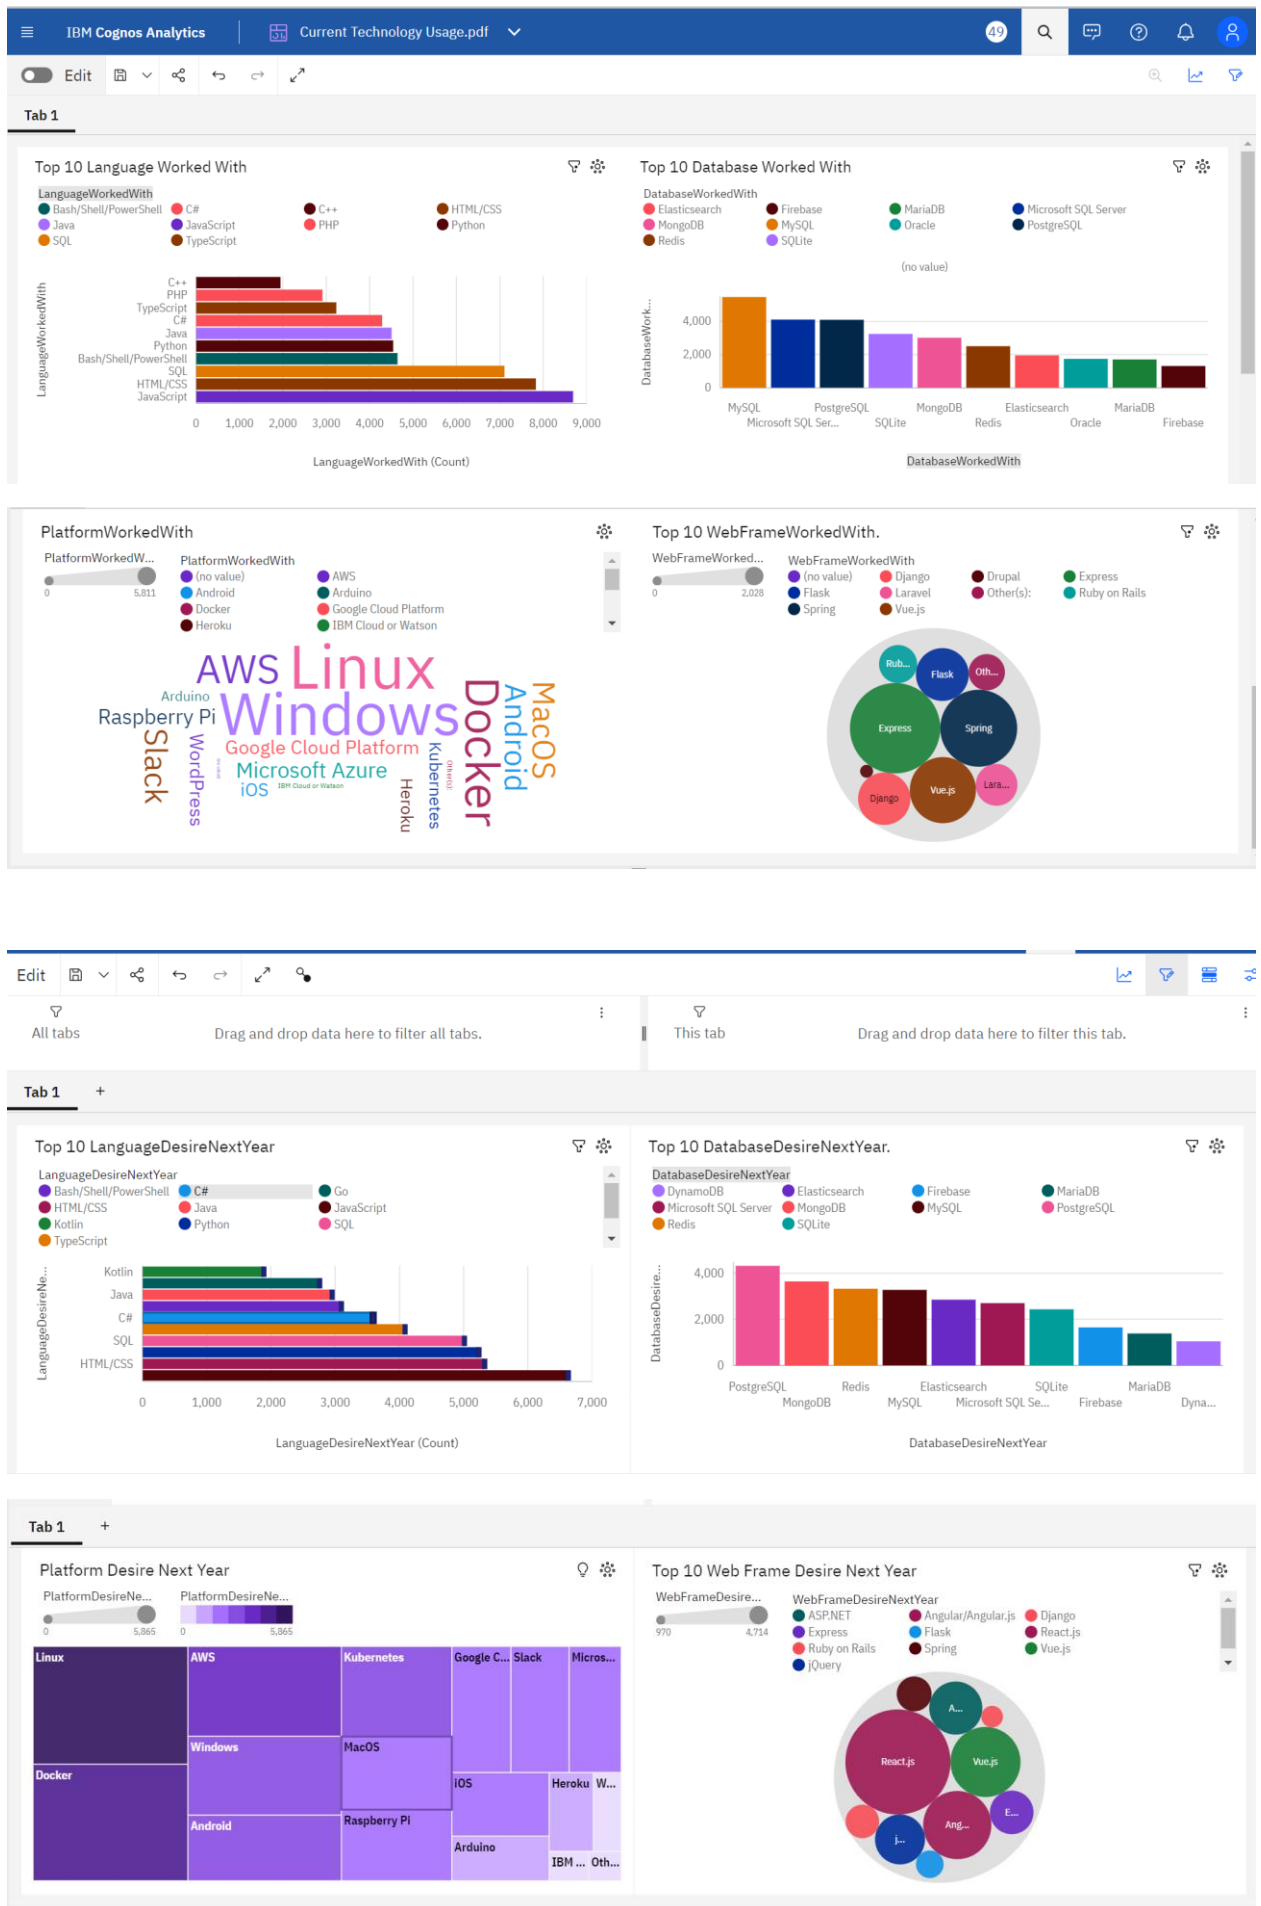 IBM Cognos Analytics
Current Technology Usage.pdf
49
Edit
Tab 1
Top 10 Language Worked With
LanguageWorkedWith
Bash/Shell/PowerShell C# C++ HTML/CSS
Java JavaScript PHP Python
SQL TypeScript
LanguageWorkedWith
C++
PHP
TypeScript
C#
Java
Python
Bash/Shell/PowerShell
SQL
HTML/CSS
JavaScript
0 1,000 2,000 3,000 4,000 5,000 6,000 7,000 8,000 9,000
LanguageWorkedWith (Count)
Top 10 Database Worked With
DatabaseWorkedWith
Elasticsearch Firebase MariaDB Microsoft SQL Server
MongoDB MySQL Oracle PostgreSQL
Redis SQLite
(no value)
DatabaseWork...
4,000
2,000
0
MySQL PostgreSQL MongoDB Elasticsearch MariaDB
Microsoft SQL Ser... SQLite Redis Oracle Firebase
DatabaseWorkedWith
PlatformWorkedWith
PlatformWorkedW...
0 5,811
PlatformWorkedWith
(no value) AWS
Android Arduino
Docker Google Cloud Platform
Heroku IBM Cloud or Watson
AWS Linux
Arduino
Raspberry Pi
Windows
Docker
Android
MacOS
Slack
WordPress
Google Cloud Platform
Microsoft Azure
iOS
IBM Cloud or Watson
Kubernetes
Other(s):
no value
Heroku
Top 10 WebFrameWorkedWith.
WebFrameWorked...
0 2,028
WebFrameWorkedWith
(no value) Django Drupal Express
Flask Laravel Other(s): Ruby on Rails
Spring Vue.js
Rub...
Flask
Oth...
Express
Spring
Vue.js
Lara...
Django
Edit
All tabs
Drag and drop data here to filter all tabs.
This tab
Drag and drop data here to filter this tab.
Tab 1 +
Top 10 LanguageDesireNextYear
LanguageDesireNextYear
Bash/Shell/PowerShell C# Go
HTML/CSS Java JavaScript
Kotlin Python SQL
TypeScript
LanguageDesireNe...
Kotlin
Java
C#
SQL
HTML/CSS
0 1,000 2,000 3,000 4,000 5,000 6,000 7,000
LanguageDesireNextYear (Count)
Top 10 DatabaseDesireNextYear.
DatabaseDesireNextYear
DynamoDB Elasticsearch Firebase MariaDB
Microsoft SQL Server MongoDB MySQL PostgreSQL
Redis SQLite
DatabaseDesire...
4,000
2,000
0
PostgreSQL Redis Elasticsearch SQLite MariaDB
MongoDB MySQL Microsoft SQL Se... Firebase Dyna...
DatabaseDesireNextYear
Tab 1 +
Platform Desire Next Year
PlatformDesireNe...
0 5,865
PlatformDesireNe...
0 5,865
Linux
AWS
Kubernetes
Google C...
Slack
Micros...
Windows
MacOS
Docker
iOS
Heroku
W...
Android
Raspberry Pi
Arduino
IBM ...
Oth...
Top 10 Web Frame Desire Next Year
WebFrameDesire...
970 4,714
WebFrameDesireNextYear
ASP.NET Angular/Angular.js Django
Express Flask React.js
Ruby on Rails Spring Vue.js
jQuery
A...
React.js
Vue.js
E...
Ang...
j...